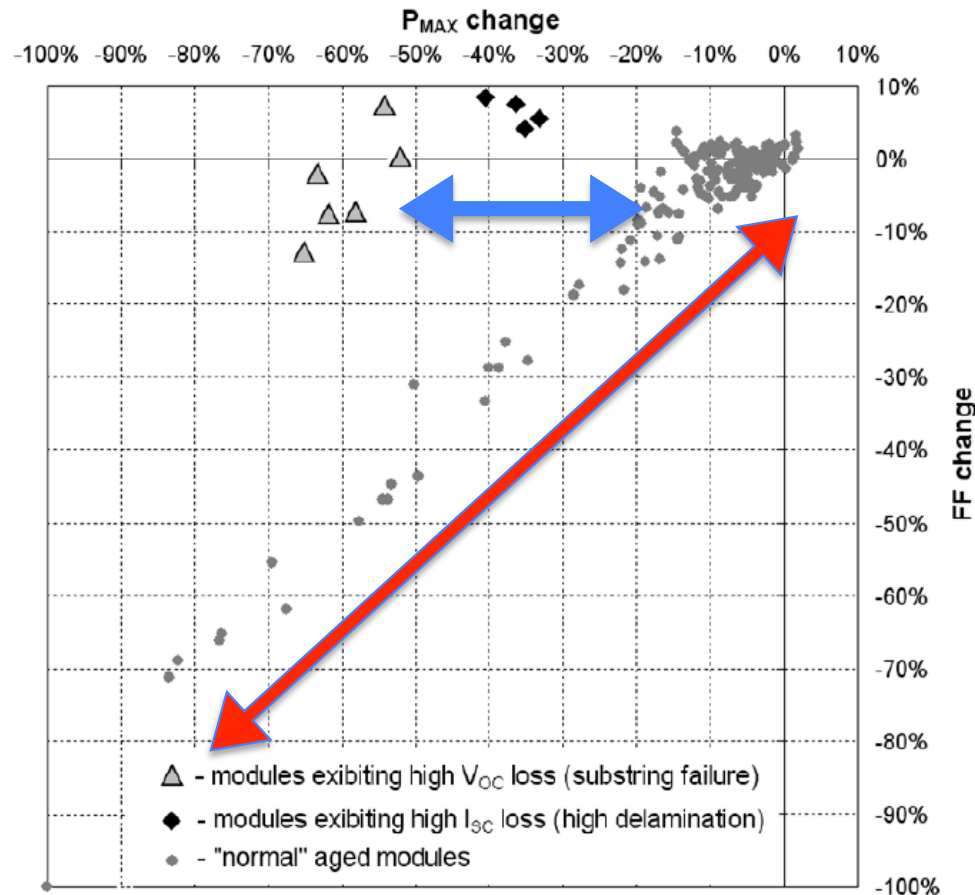 PMAX change
-100% -90% -80% -70% -60% -50% -40% -30% -20% -10% 0% 10%
10%
0%
-10%
-20%
-30%
-40%
-50%
-60%
-70%
-80%
-90%
-100%
FF change
- modules exibiting high VOC loss (substring failure)
- modules exibiting high ISC loss (high delamination)
- "normal" aged modules